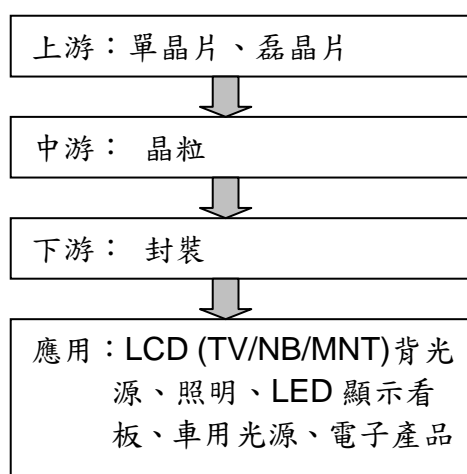 上游：單晶片、磊晶片
中游： 晶粒
下游： 封裝
應用：LCD (TV/NB/MNT)背光
源、照明、LED 顯示看
板、車用光源、電子產品